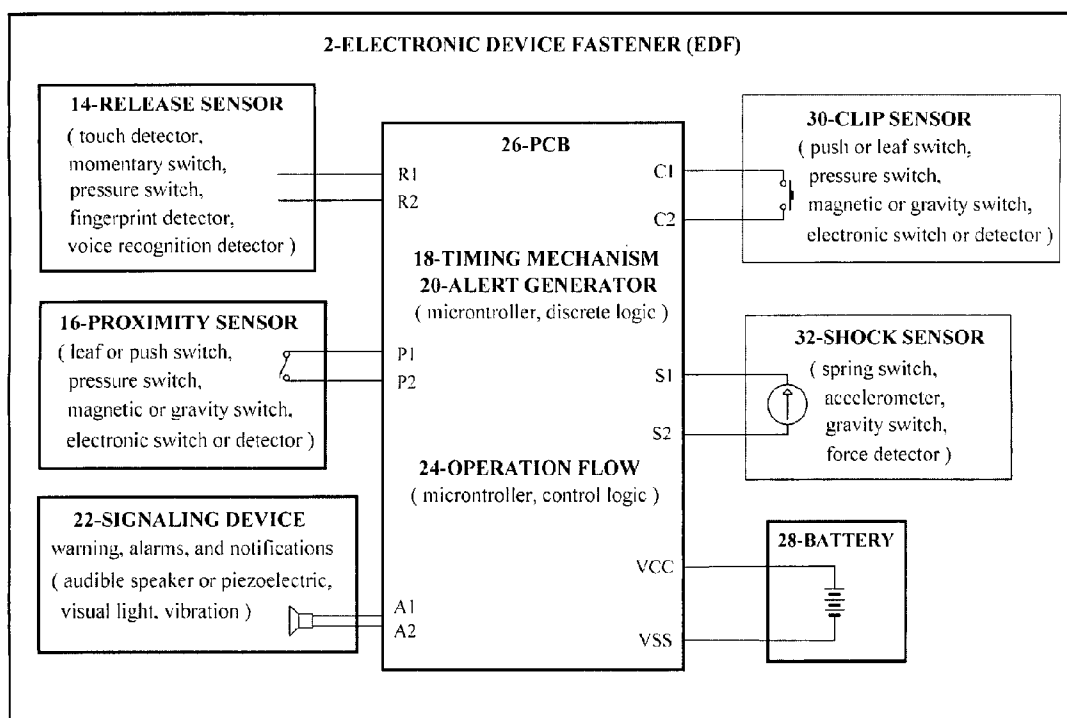 2-ELECTRONIC DEVICE FASTENER (EDF)
14-RELEASE SENSOR
( touch detector,
momentary switch,
pressure switch,
fingerprint detector,
voice recognition detector )
16-PROXIMITY SENSOR
( leaf or push switch,
pressure switch,
magnetic or gravity switch,
electronic switch or detector )
22-SIGNALING DEVICE
warning, alarms, and notifications
( audible speaker or piezoelectric,
visual light, vibration )
26-PCB
R1
R2
C1
C2
18-TIMING MECHANISM
20-ALERT GENERATOR
( microntroller, discrete logic )
P1
P2
S1
S2
24-OPERATION FLOW
( microntroller, control logic )
VCC
A1
A2
VSS
30-CLIP SENSOR
( push or leaf switch,
pressure switch,
magnetic or gravity switch,
electronic switch or detector )
32-SHOCK SENSOR
( spring switch,
accelerometer,
gravity switch,
force detector )
28-BATTERY